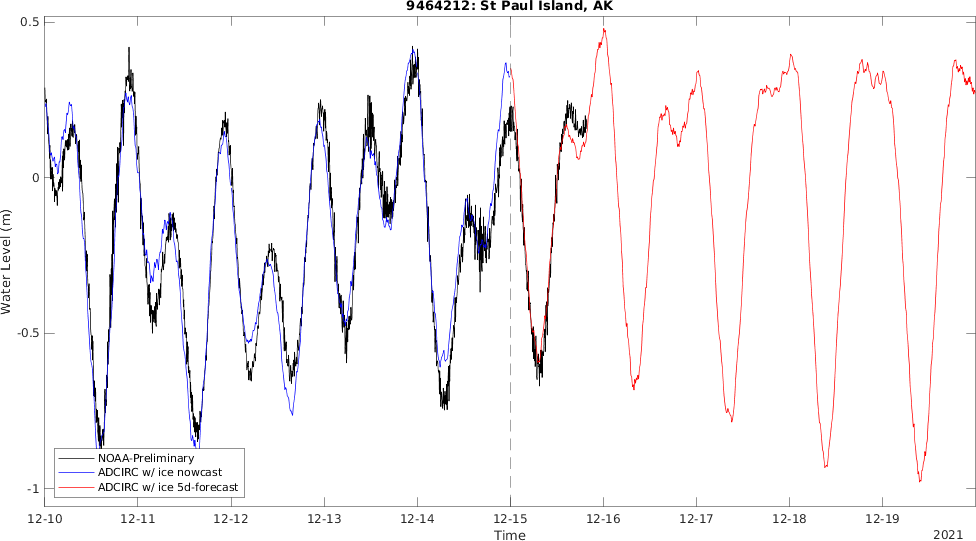 9464212: St Paul Island, AK
0.5
0
-0.5
-1
Water Level (m)
NOAA-Preliminary
ADCIRC w/ ice nowcast
ADCIRC w/ ice 5d-forecast
12-10 12-11 12-12 12-13 12-14 12-15 12-16 12-17 12-18 12-19
Time
2021